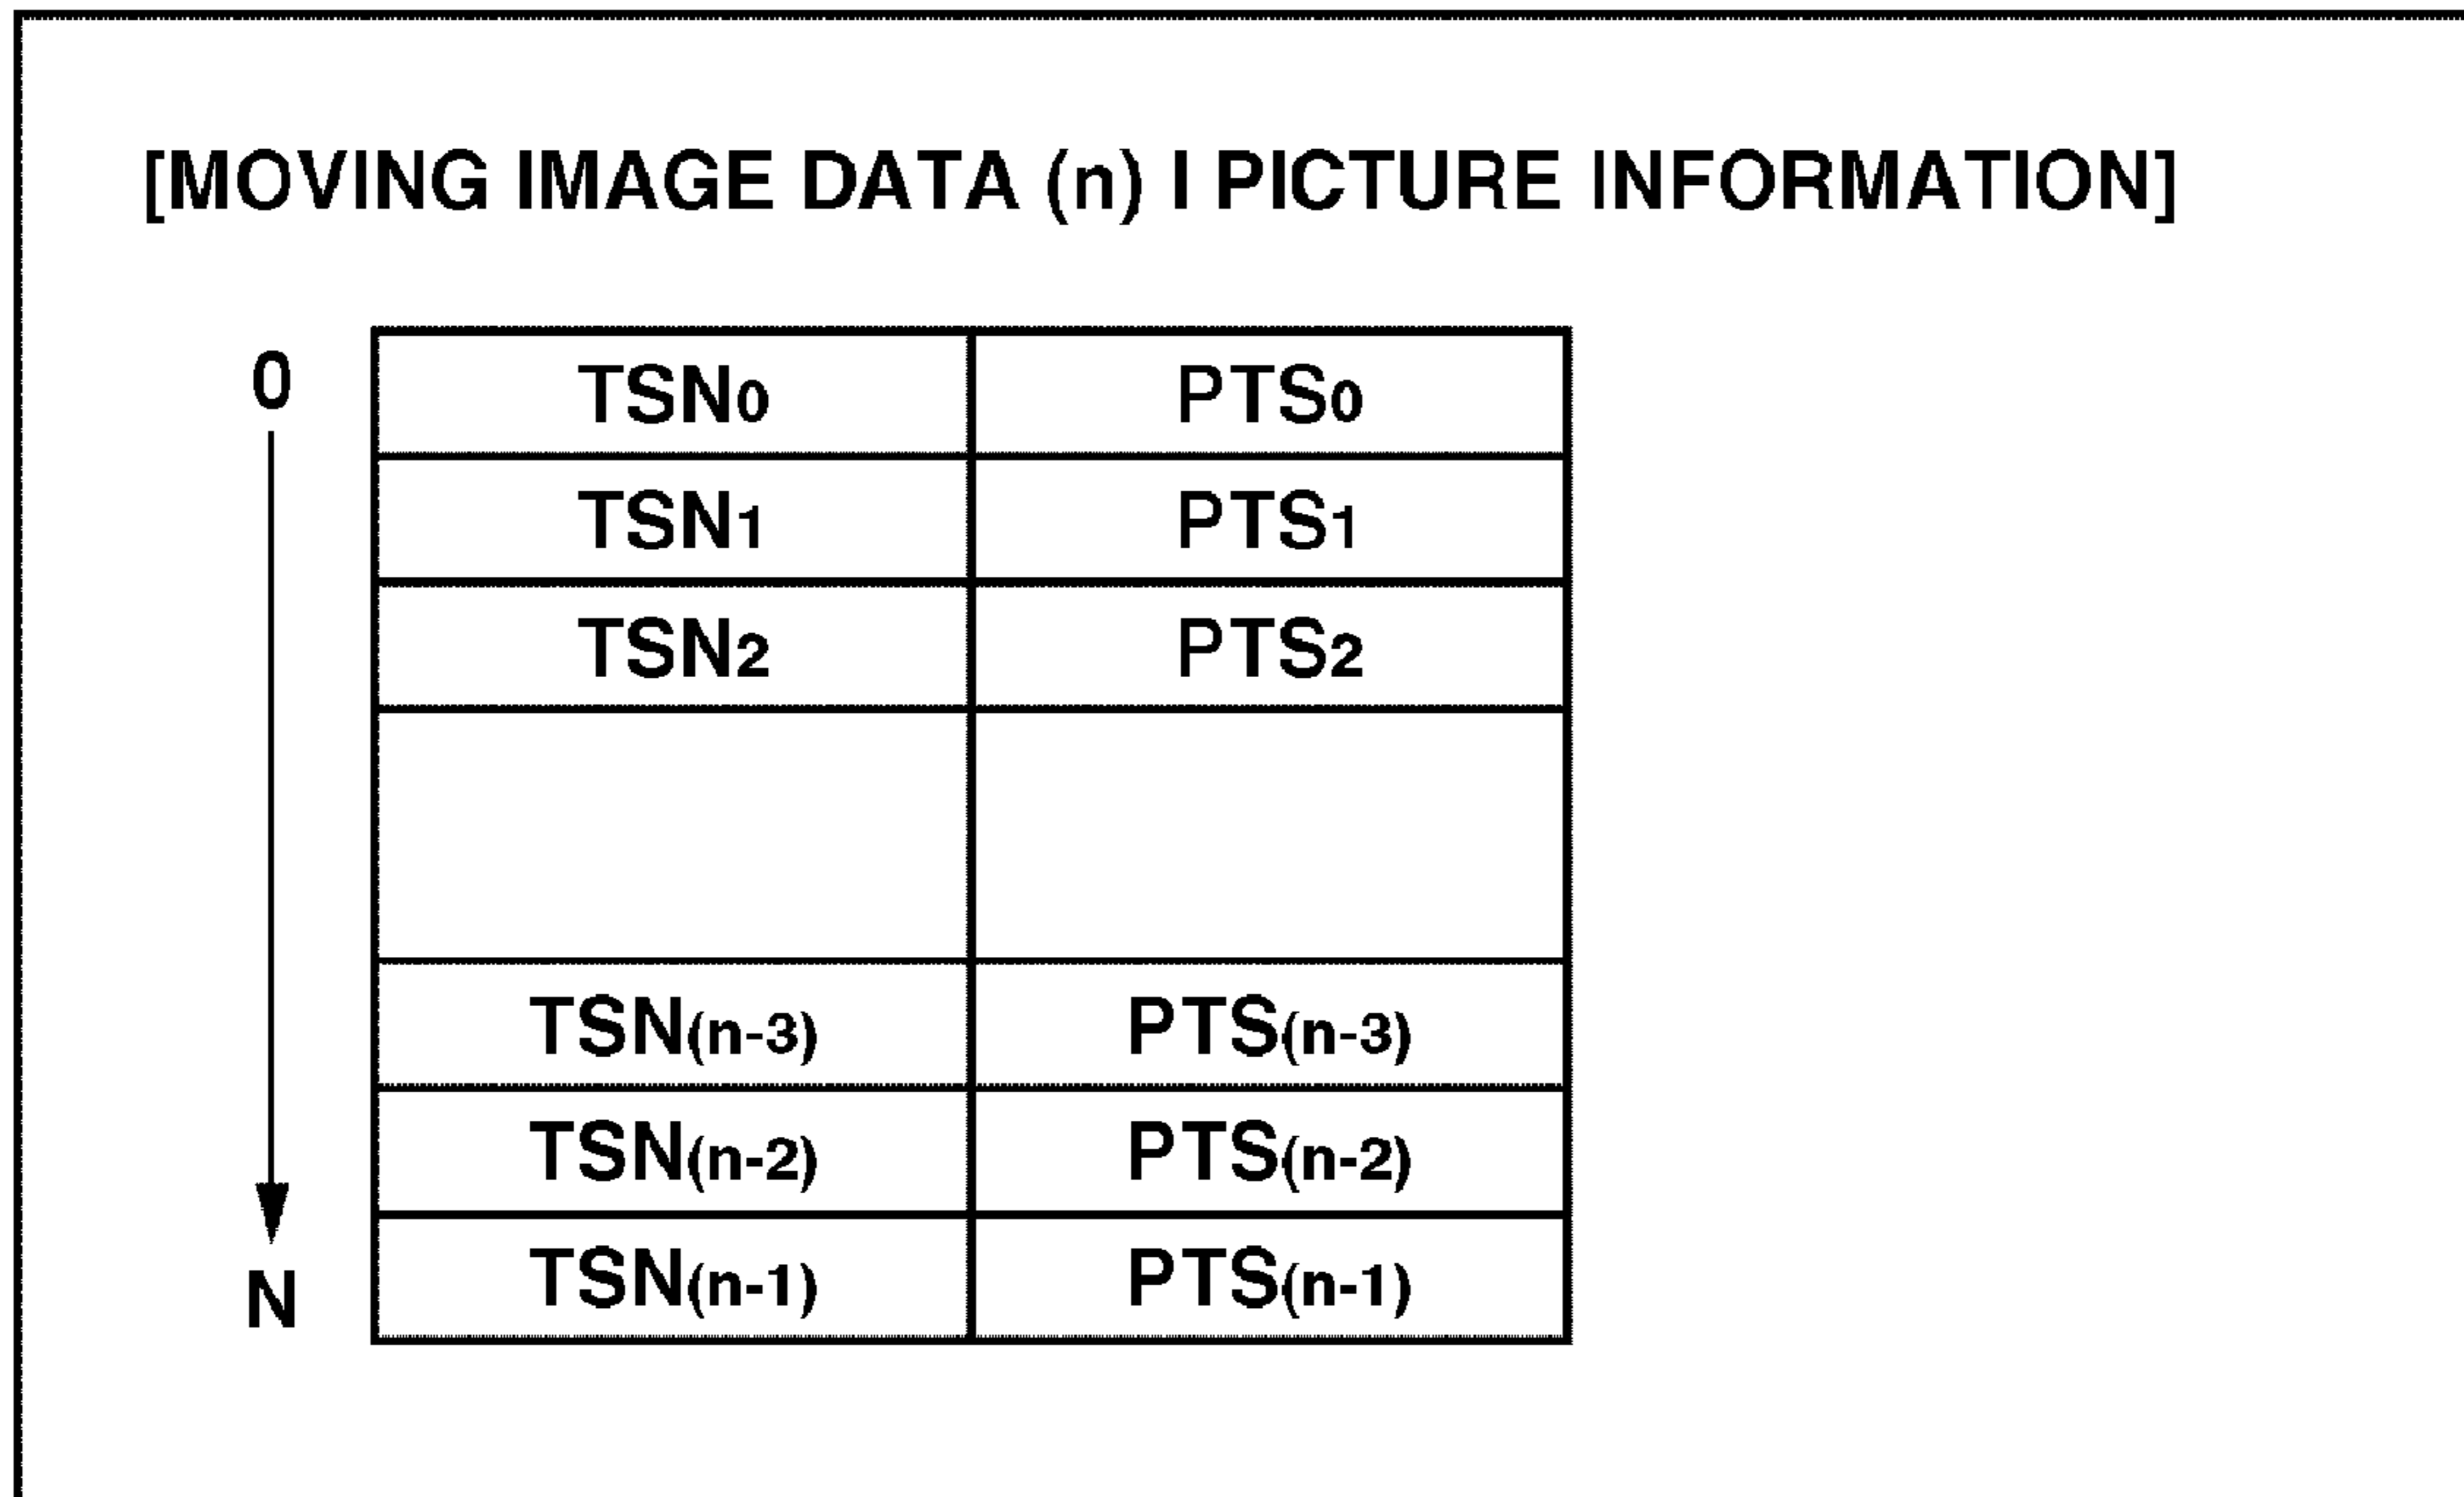 [MOVING IMAGE DATA (n) I PICTURE INFORMATION]
0
TSN0 PTS0
TSN1 PTS1
TSN2 PTS2
TSN(n-3) PTS(n-3)
TSN(n-2) PTS(n-2)
TSN(n-1) PTS(n-1)
N